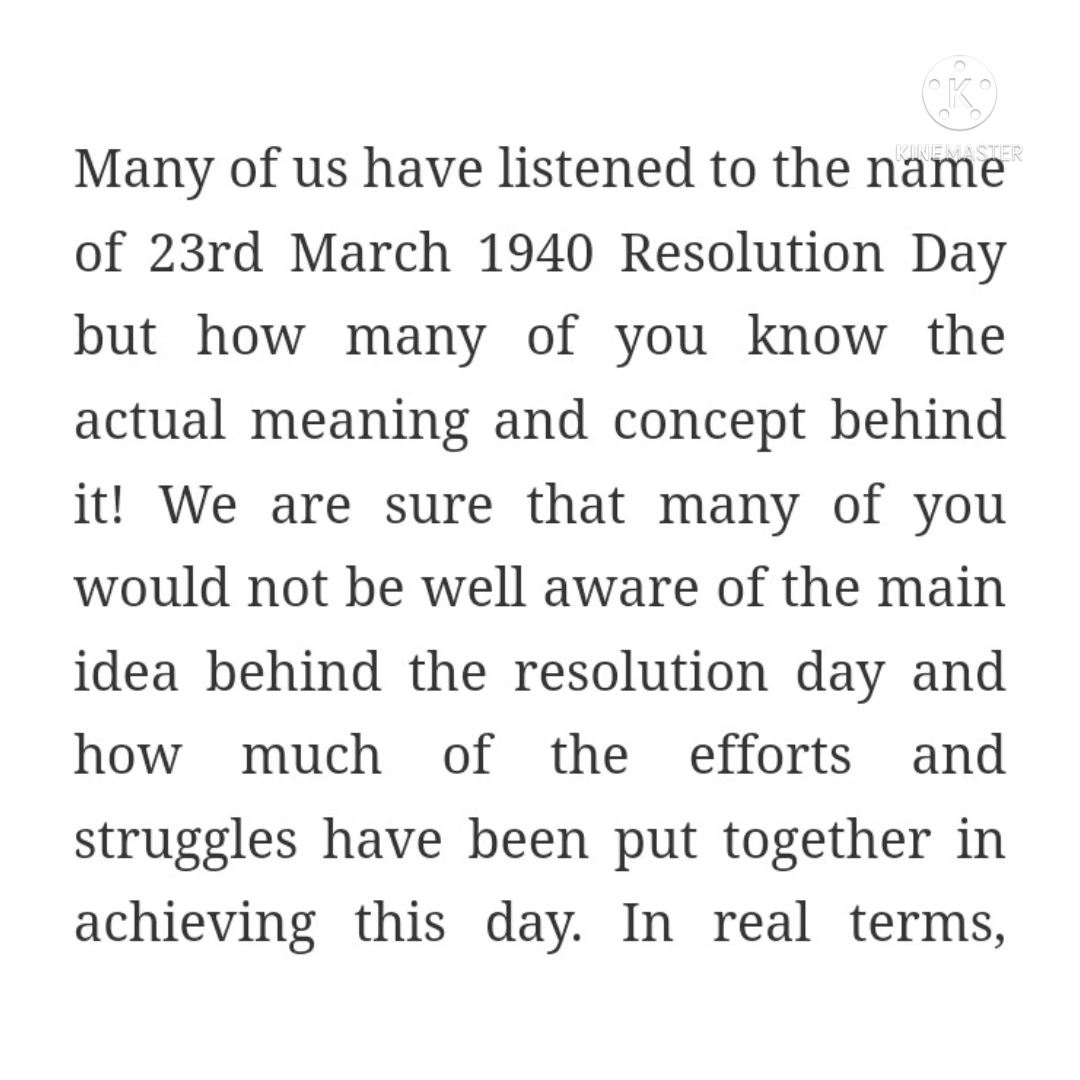 K
KINEMASTER
Many of us have listened to the name
of 23rd March 1940 Resolution Day
but how many of you know the
actual meaning and concept behind
it! We are sure that many of you
would not be well aware of the main
idea behind the resolution day and
how much of the efforts and
struggles have been put together in
achieving this day. In real terms,